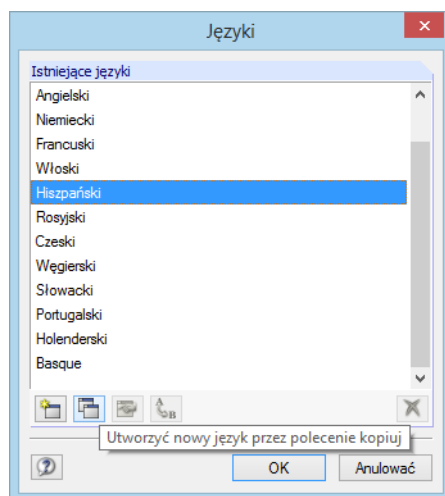 Języki
Istniejące języki
Angielski
Niemiecki
Francuski
Włoski
Hiszpański
Rosyjski
Czeski
Węgierski
Słowacki
Portugalski
Holenderski
Basque
Utworzyć nowy język przez polecenie kopiuj
OK
Anulować